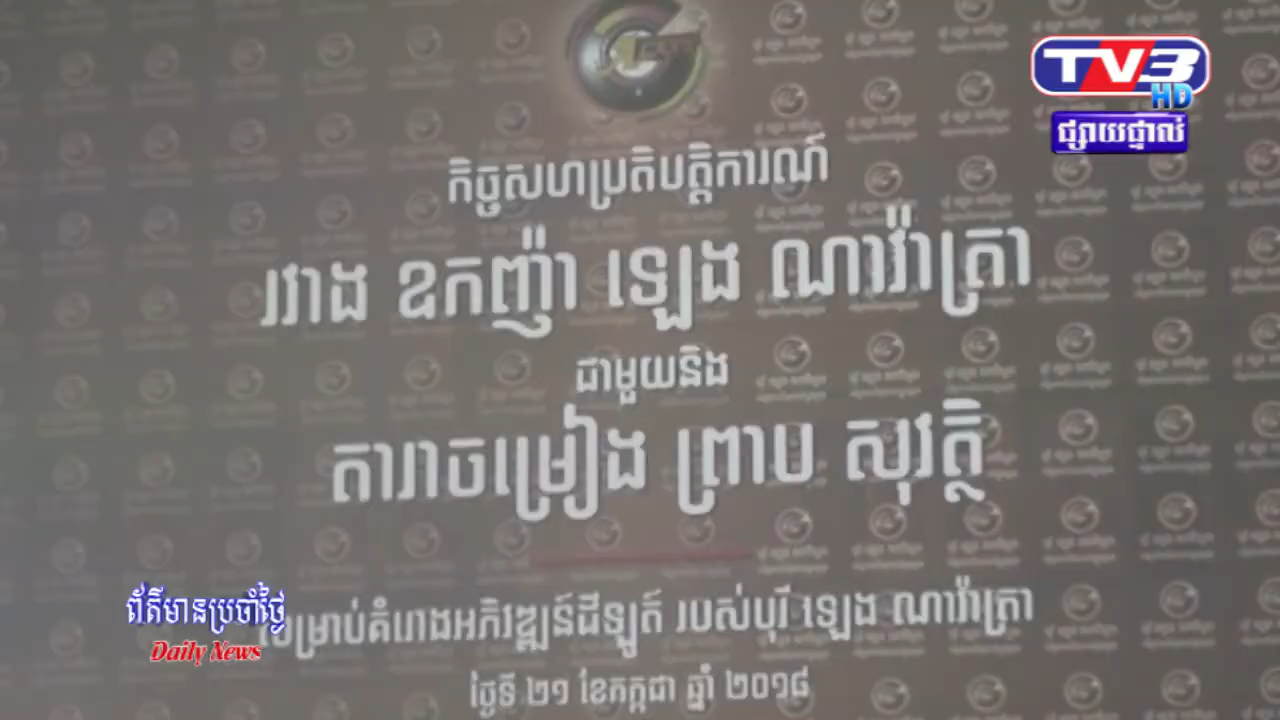 TV3
HD
ផ្សាយផ្ទាល់
កិច្ចសហប្រតិបត្តិការណ៍
រវាង ឧកញ៉ា ឡេង ណាវ៉ាត្រា
ជាមួយនិង
តារាចម្រៀង ព្រាប សុវត្ថិ
សម្រាប់គំរោងអភិវឌ្ឍន៍ដីឡូត៍ របស់បុរី ឡេង ណាវ៉ាត្រា
ថ្ងៃទី ២១ ខែកក្កដា ឆ្នាំ ២០១៨
ព័ត៌មានប្រចាំថ្ងៃ
Daily News